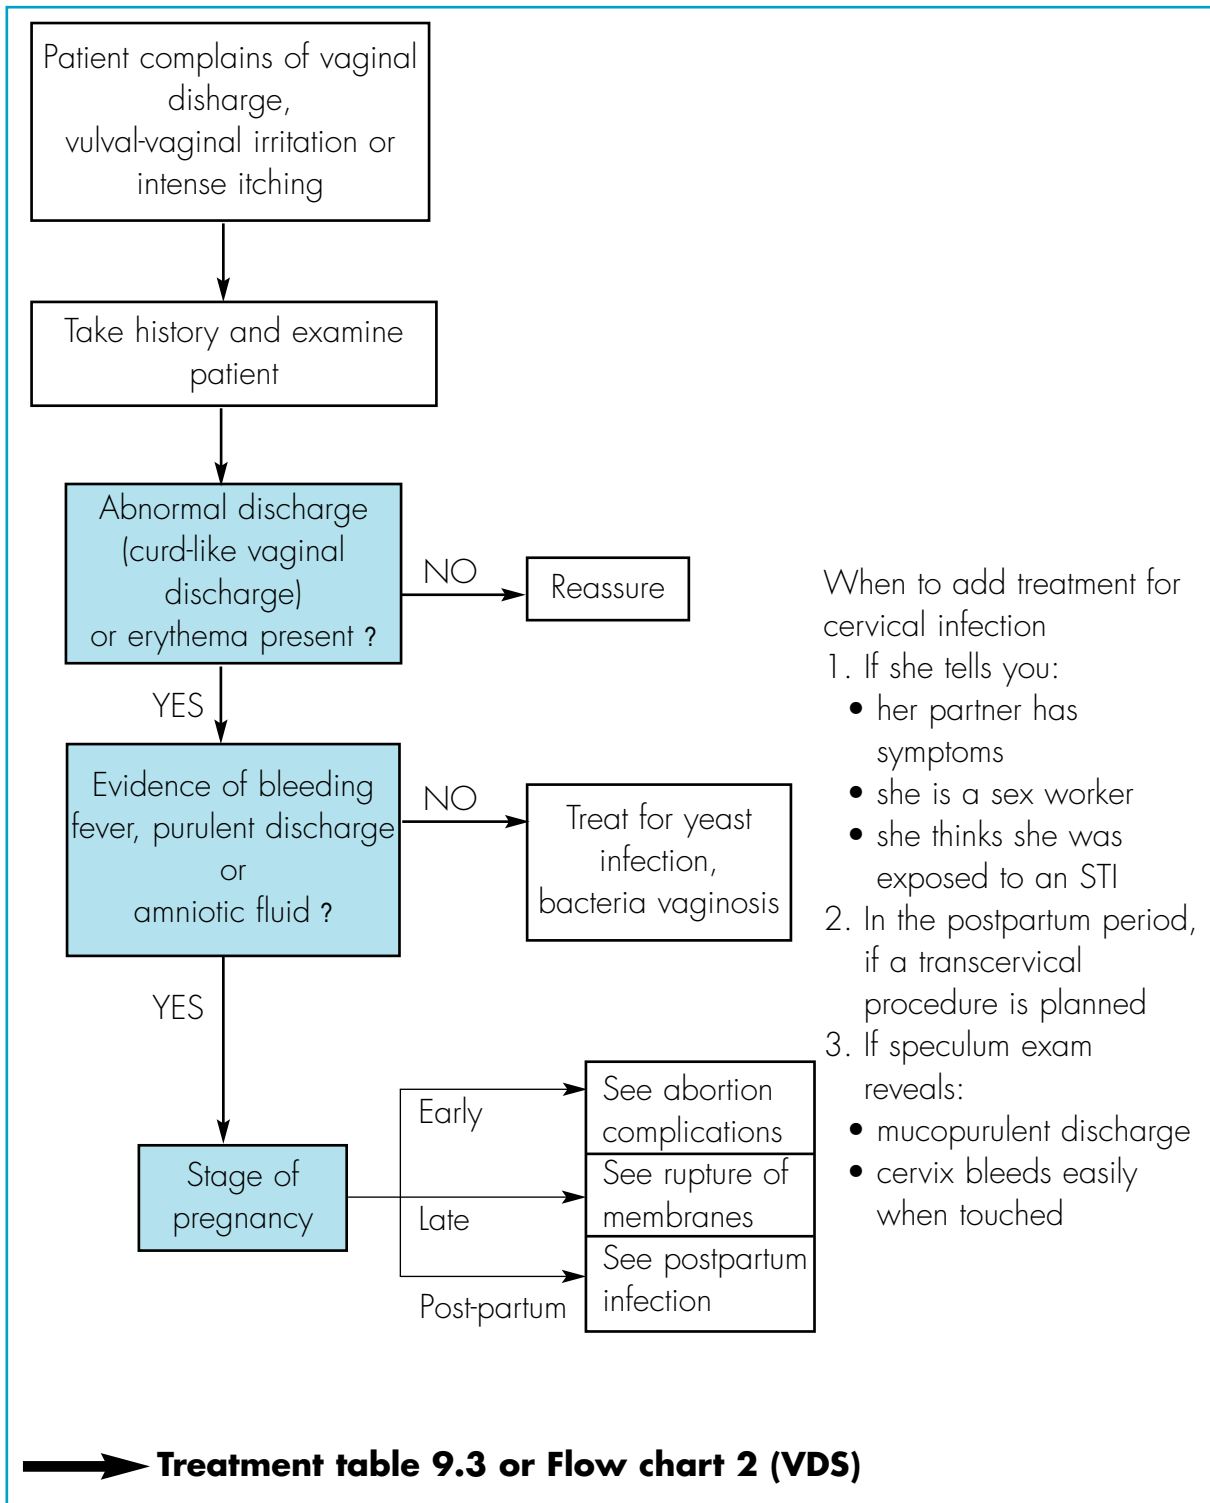 Patient complains of vaginal
disharge,
vulval-vaginal irritation or
intense itching
Take history and examine
patient
Abnormal discharge
(curd-like vaginal
discharge)
or erythema present ?
NO
Reassure
YES
Evidence of bleeding
fever, purulent discharge
or
amniotic fluid ?
NO
Treat for yeast
infection,
bacteria vaginosis
YES
Stage of
pregnancy
Early
See abortion
complications
Late
See rupture of
membranes
Post-partum
See postpartum
infection
When to add treatment for
cervical infection
1. If she tells you:
• her partner has
symptoms
• she is a sex worker
• she thinks she was
exposed to an STI
2. In the postpartum period,
if a transcervical
procedure is planned
3. If speculum exam
reveals:
• mucopurulent discharge
• cervix bleeds easily
when touched
Treatment table 9.3 or Flow chart 2 (VDS)